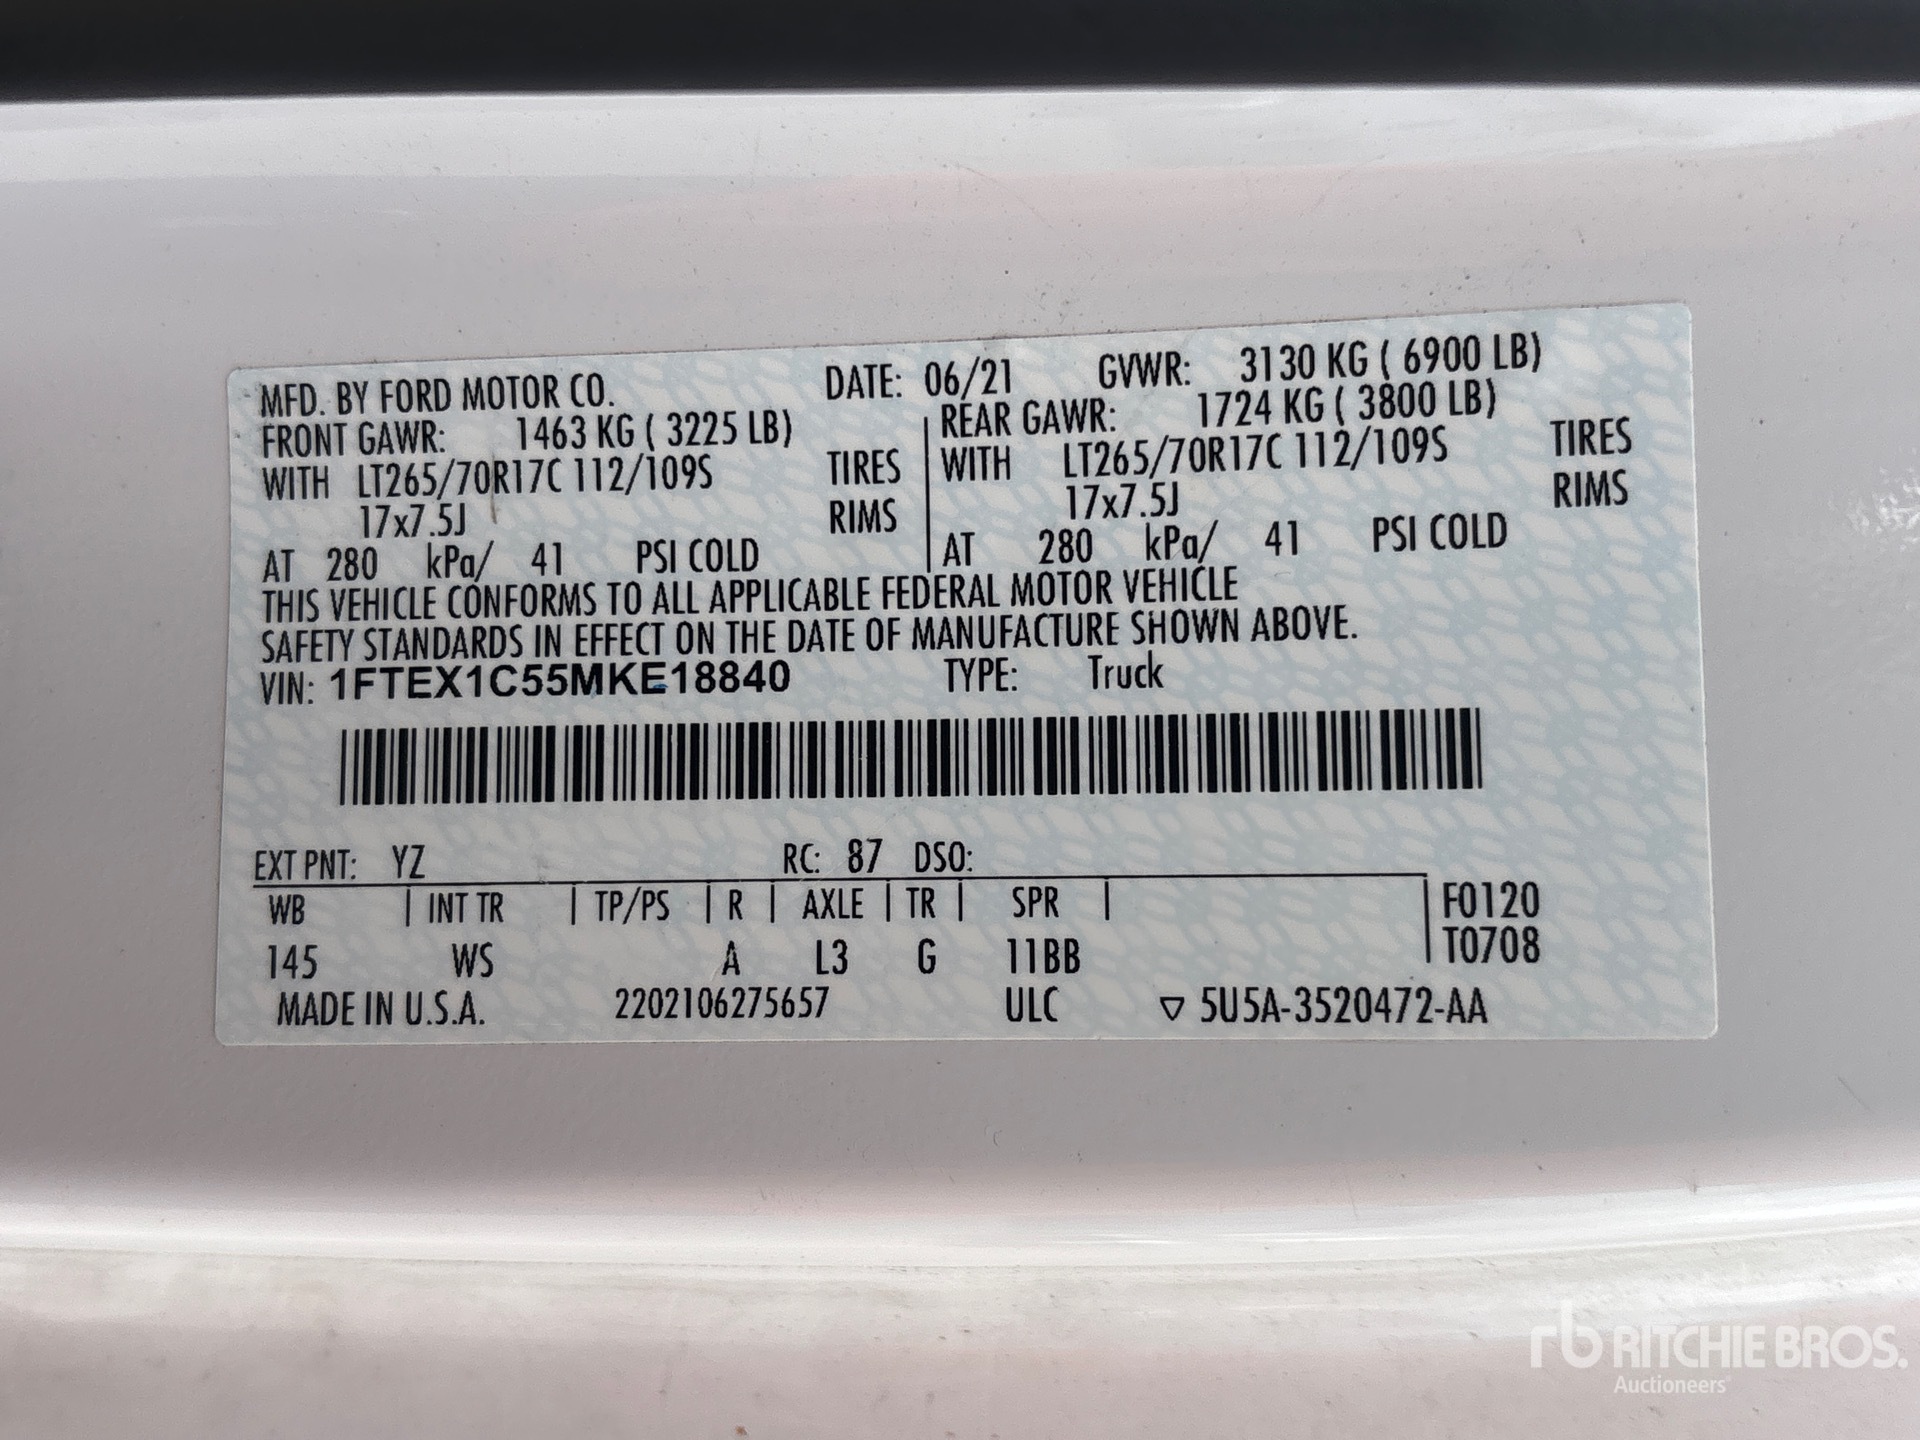 MFD. BY FORD MOTOR CO. DATE: 06/21 GVWR: 3130 KG ( 6900 LB)
FRONT GAWR: 1463 KG ( 3225 LB) REAR GAWR: 1724 KG ( 3800 LB)
WITH LT265/70R17C 112/109S TIRES WITH LT265/70R17C 112/109S TIRES
17x7.5J RIMS 17x7.5J RIMS
AT 280 kPa/ 41 PSI COLD AT 280 kPa/ 41 PSI COLD
THIS VEHICLE CONFORMS TO ALL APPLICABLE FEDERAL MOTOR VEHICLE
SAFETY STANDARDS IN EFFECT ON THE DATE OF MANUFACTURE SHOWN ABOVE.
VIN: 1FTEX1C55MKE18840 TYPE: Truck
EXT PNT: YZ RC: 87 DSO:
WB | INT TR | TP/PS | R | AXLE | TR | SPR | F0120
145 WS A L3 G 11BB T0708
MADE IN U.S.A. 2202106275657 ULC ▽ 5U5A-3520472-AA
rb RITCHIE BROS.
Auctioneers